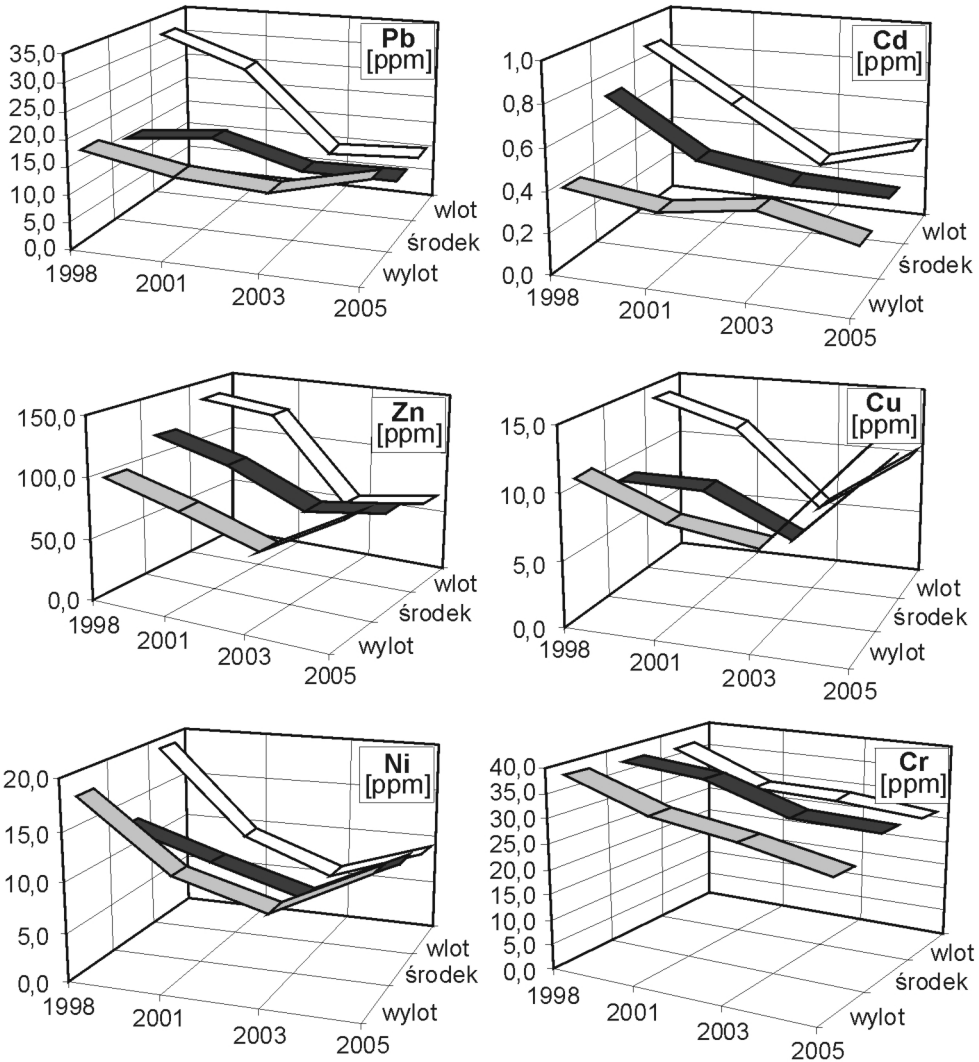 Pb
[ppm]
35,0
30,0
25,0
20,0
15,0
10,0
5,0
0,0
1998
2001
2003
2005
wlot
środek
wylot
Cd
[ppm]
1,0
0,8
0,6
0,4
0,2
0,0
1998
2001
2003
2005
wlot
środek
wylot
Zn
[ppm]
150,0
100,0
50,0
0,0
1998
2001
2003
2005
wlot
środek
wylot
Cu
[ppm]
15,0
10,0
5,0
0,0
1998
2001
2003
2005
wlot
środek
wylot
Ni
[ppm]
20,0
15,0
10,0
5,0
0,0
1998
2001
2003
2005
wlot
środek
wylot
Cr
[ppm]
40,0
35,0
30,0
25,0
20,0
15,0
10,0
5,0
0,0
1998
2001
2003
2005
wlot
środek
wylot